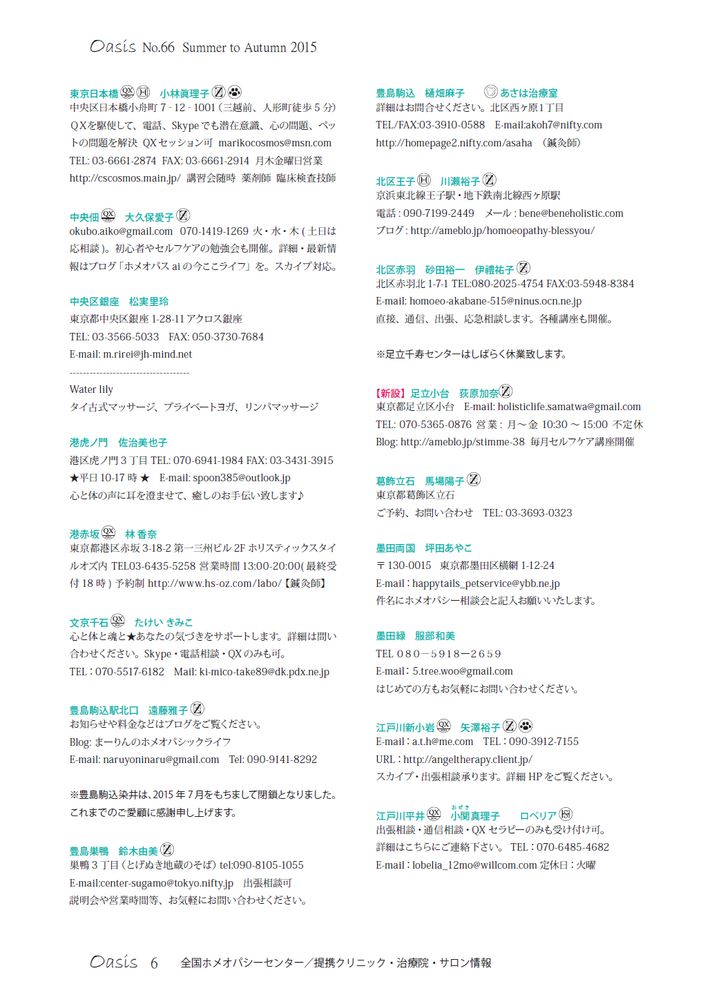 Oasis No.66 Summer to Autumn 2015
東京日本橋 QX H 小林眞理子 Z
中央区日本橋小舟町 7 - 12 - 1001（三越前、人形町徒歩 5 分）
ＱＸを駆使して、電話、Skype でも潜在意識、心の問題、ペッ
トの問題を解決 QX セッション可 marikocosmos@msn.com
TEL: 03-6661-2874 FAX: 03-6661-2914 月木金曜日営業
http://cscosmos.main.jp/ 講習会随時 薬剤師 臨床検査技師
中央佃 QX 大久保愛子 Z
okubo.aiko@gmail.com 070-1419-1269 火・水・木 ( 土日は
応相談 )。初心者やセルフケアの勉強会も開催。詳細・最新情
報はブログ「ホメオパス ai の今ここライフ」を。スカイプ対応。
中央区銀座 松実里玲
東京都中央区銀座 1-28-11 アクロス銀座
TEL: 03-3566-5033 FAX: 050-3730-7684
E-mail: m.rirei@jh-mind.net
------------------------------------
Water lily
タイ古式マッサージ、プライベートヨガ、リンパマッサージ
港虎ノ門 佐治美也子
港区虎ノ門 3 丁目 TEL: 070-6941-1984 FAX: 03-3431-3915
★平日 10-17 時 ★ E-mail: spoon385@outlook.jp
心と体の声に耳を澄ませて、癒しのお手伝い致します♪
港赤坂 QX 林 香奈
東京都港区赤坂 3-18-2 第一三州ビル 2F ホリスティックスタイ
ルオズ内 TEL03-6435-5258 営業時間 13:00-20:00( 最終受
付 18 時 ) 予約制 http://www.hs-oz.com/labo/【鍼灸師】
文京千石 QX たけい きみこ
心と体と魂と★あなたの気づきをサポートします。詳細は問い
合わせください。Skype・電話相談・QX のみも可。
TEL：070-5517-6182 Mail: ki-mico-take89@dk.pdx.ne.jp
豊島駒込駅北口 遠藤雅子 Z
お知らせや料金などはブログをご覧ください。
Blog: まーりんのホメオパシックライフ
E-mail: naruyoninaru@gmail.com Tel: 090-9141-8292
※豊島駒込染井は、2015 年 7 月をもちまして閉鎖となりました。
これまでのご愛顧に感謝申し上げます。
豊島巣鴨 鈴木由美 Z
巣鴨 3 丁目（とげぬき地蔵のそば）tel:090-8105-1055
E-mail:center-sugamo@tokyo.nifty.jp 出張相談可
説明会や営業時間等、お気軽にお問い合わせください。
豊島駒込 樋畑麻子 あさは治療室
詳細はお問合せください。北区西ヶ原 1 丁目
TEL/FAX:03-3910-0588 E-mail:akoh7@nifty.com
http://homepage2.nifty.com/asaha （鍼灸師）
北区王子 H 川瀬裕子 Z
京浜東北線王子駅・地下鉄南北線西ヶ原駅
電話 : 090-7199-2449 メール : bene@beneholistic.com
ブログ : http://ameblo.jp/homoeopathy-blessyou/
北区赤羽 砂田裕一 伊禮祐子 Z
北区赤羽北 1-7-1 TEL:080-2025-4754 FAX:03-5948-8384
E-mail: homoeo-akabane-515@ninus.ocn.ne.jp
直接、通信、出張、応急相談します。各種講座も開催。
※足立千寿センターはしばらく休業致します。
【新設】足立小台 荻原加奈 Z
東京都足立区小台 E-mail: holisticlife.samatwa@gmail.com
TEL: 070-5365-0876 営業 : 月～金 10:30 ～ 15:00 不定休
Blog: http://ameblo.jp/stimme-38 毎月セルフケア講座開催
葛飾立石 馬場陽子 Z
東京都葛飾区立石
ご予約、お問い合わせ TEL: 03-3693-0323
墨田両国 坪田あやこ
〒 130-0015 東京都墨田区横網 1-12-24
E-mail：happytails_petservice@ybb.ne.jp
件名にホメオパシー相談会と記入お願いいたします。
墨田緑 服部和美
TEL ０８０－５９１８－２６５９
E-mail：5.tree.woo@gmail.com
はじめての方もお気軽にお問い合わせください。
江戸川新小岩 QX 矢澤裕子 Z
E-mail：a.t.h@me.com TEL：090-3912-7155
URL：http://angeltherapy.client.jp/
スカイプ・出張相談承ります。詳細 HP をご覧ください。
おぜき
江戸川平井 QX 小関真理子 ロベリア
出張相談・通信相談・QX セラピーのみも受け付け可。
詳細はこちらにご連絡下さい。 TEL：070-6485-4682
E-mail：lobelia_12mo@willcom.com 定休日：火曜
Oasis 6 全国ホメオパシーセンター／提携クリニック・治療院・サロン情報